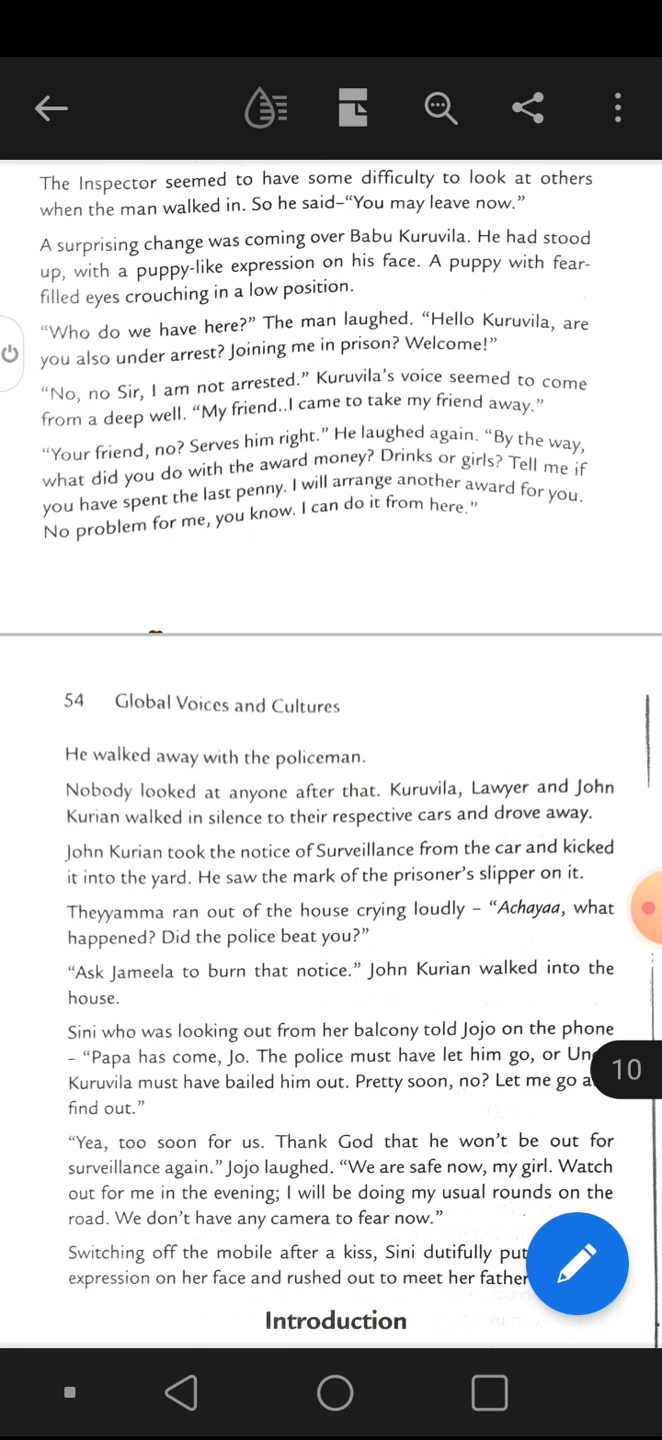 The Inspector seemed to have some difficulty to look at others
when the man walked in. So he said–“You may leave now.”
A surprising change was coming over Babu Kuruvila. He had stood
up, with a puppy-like expression on his face. A puppy with fear-
filled eyes crouching in a low position.
“Who do we have here?” The man laughed. “Hello Kuruvila, are
you also under arrest? Joining me in prison? Welcome!”
“No, no Sir, I am not arrested.” Kuruvila’s voice seemed to come
from a deep well. “My friend..I came to take my friend away.”
“Your friend, no? Serves him right.” He laughed again. “By the way,
what did you do with the award money? Drinks or girls? Tell me if
you have spent the last penny. I will arrange another award for you.
No problem for me, you know. I can do it from here.”
54 Global Voices and Cultures
He walked away with the policeman.
Nobody looked at anyone after that. Kuruvila, Lawyer and John
Kurian walked in silence to their respective cars and drove away.
John Kurian took the notice of Surveillance from the car and kicked
it into the yard. He saw the mark of the prisoner’s slipper on it.
Theyyamma ran out of the house crying loudly – “Achayaa, what
happened? Did the police beat you?”
“Ask Jameela to burn that notice.” John Kurian walked into the
house.
Sini who was looking out from her balcony told Jojo on the phone
– “Papa has come, Jo. The police must have let him go, or
Kuruvila must have bailed him out. Pretty soon, no? Let me go
10
find out.”
“Yea, too soon for us. Thank God that he won’t be out for
surveillance again.” Jojo laughed. “We are safe now, my girl. Watch
out for me in the evening; I will be doing my usual rounds on the
road. We don’t have any camera to fear now.”
Switching off the mobile after a kiss, Sini dutifully put
expression on her face and rushed out to meet her father
Introduction